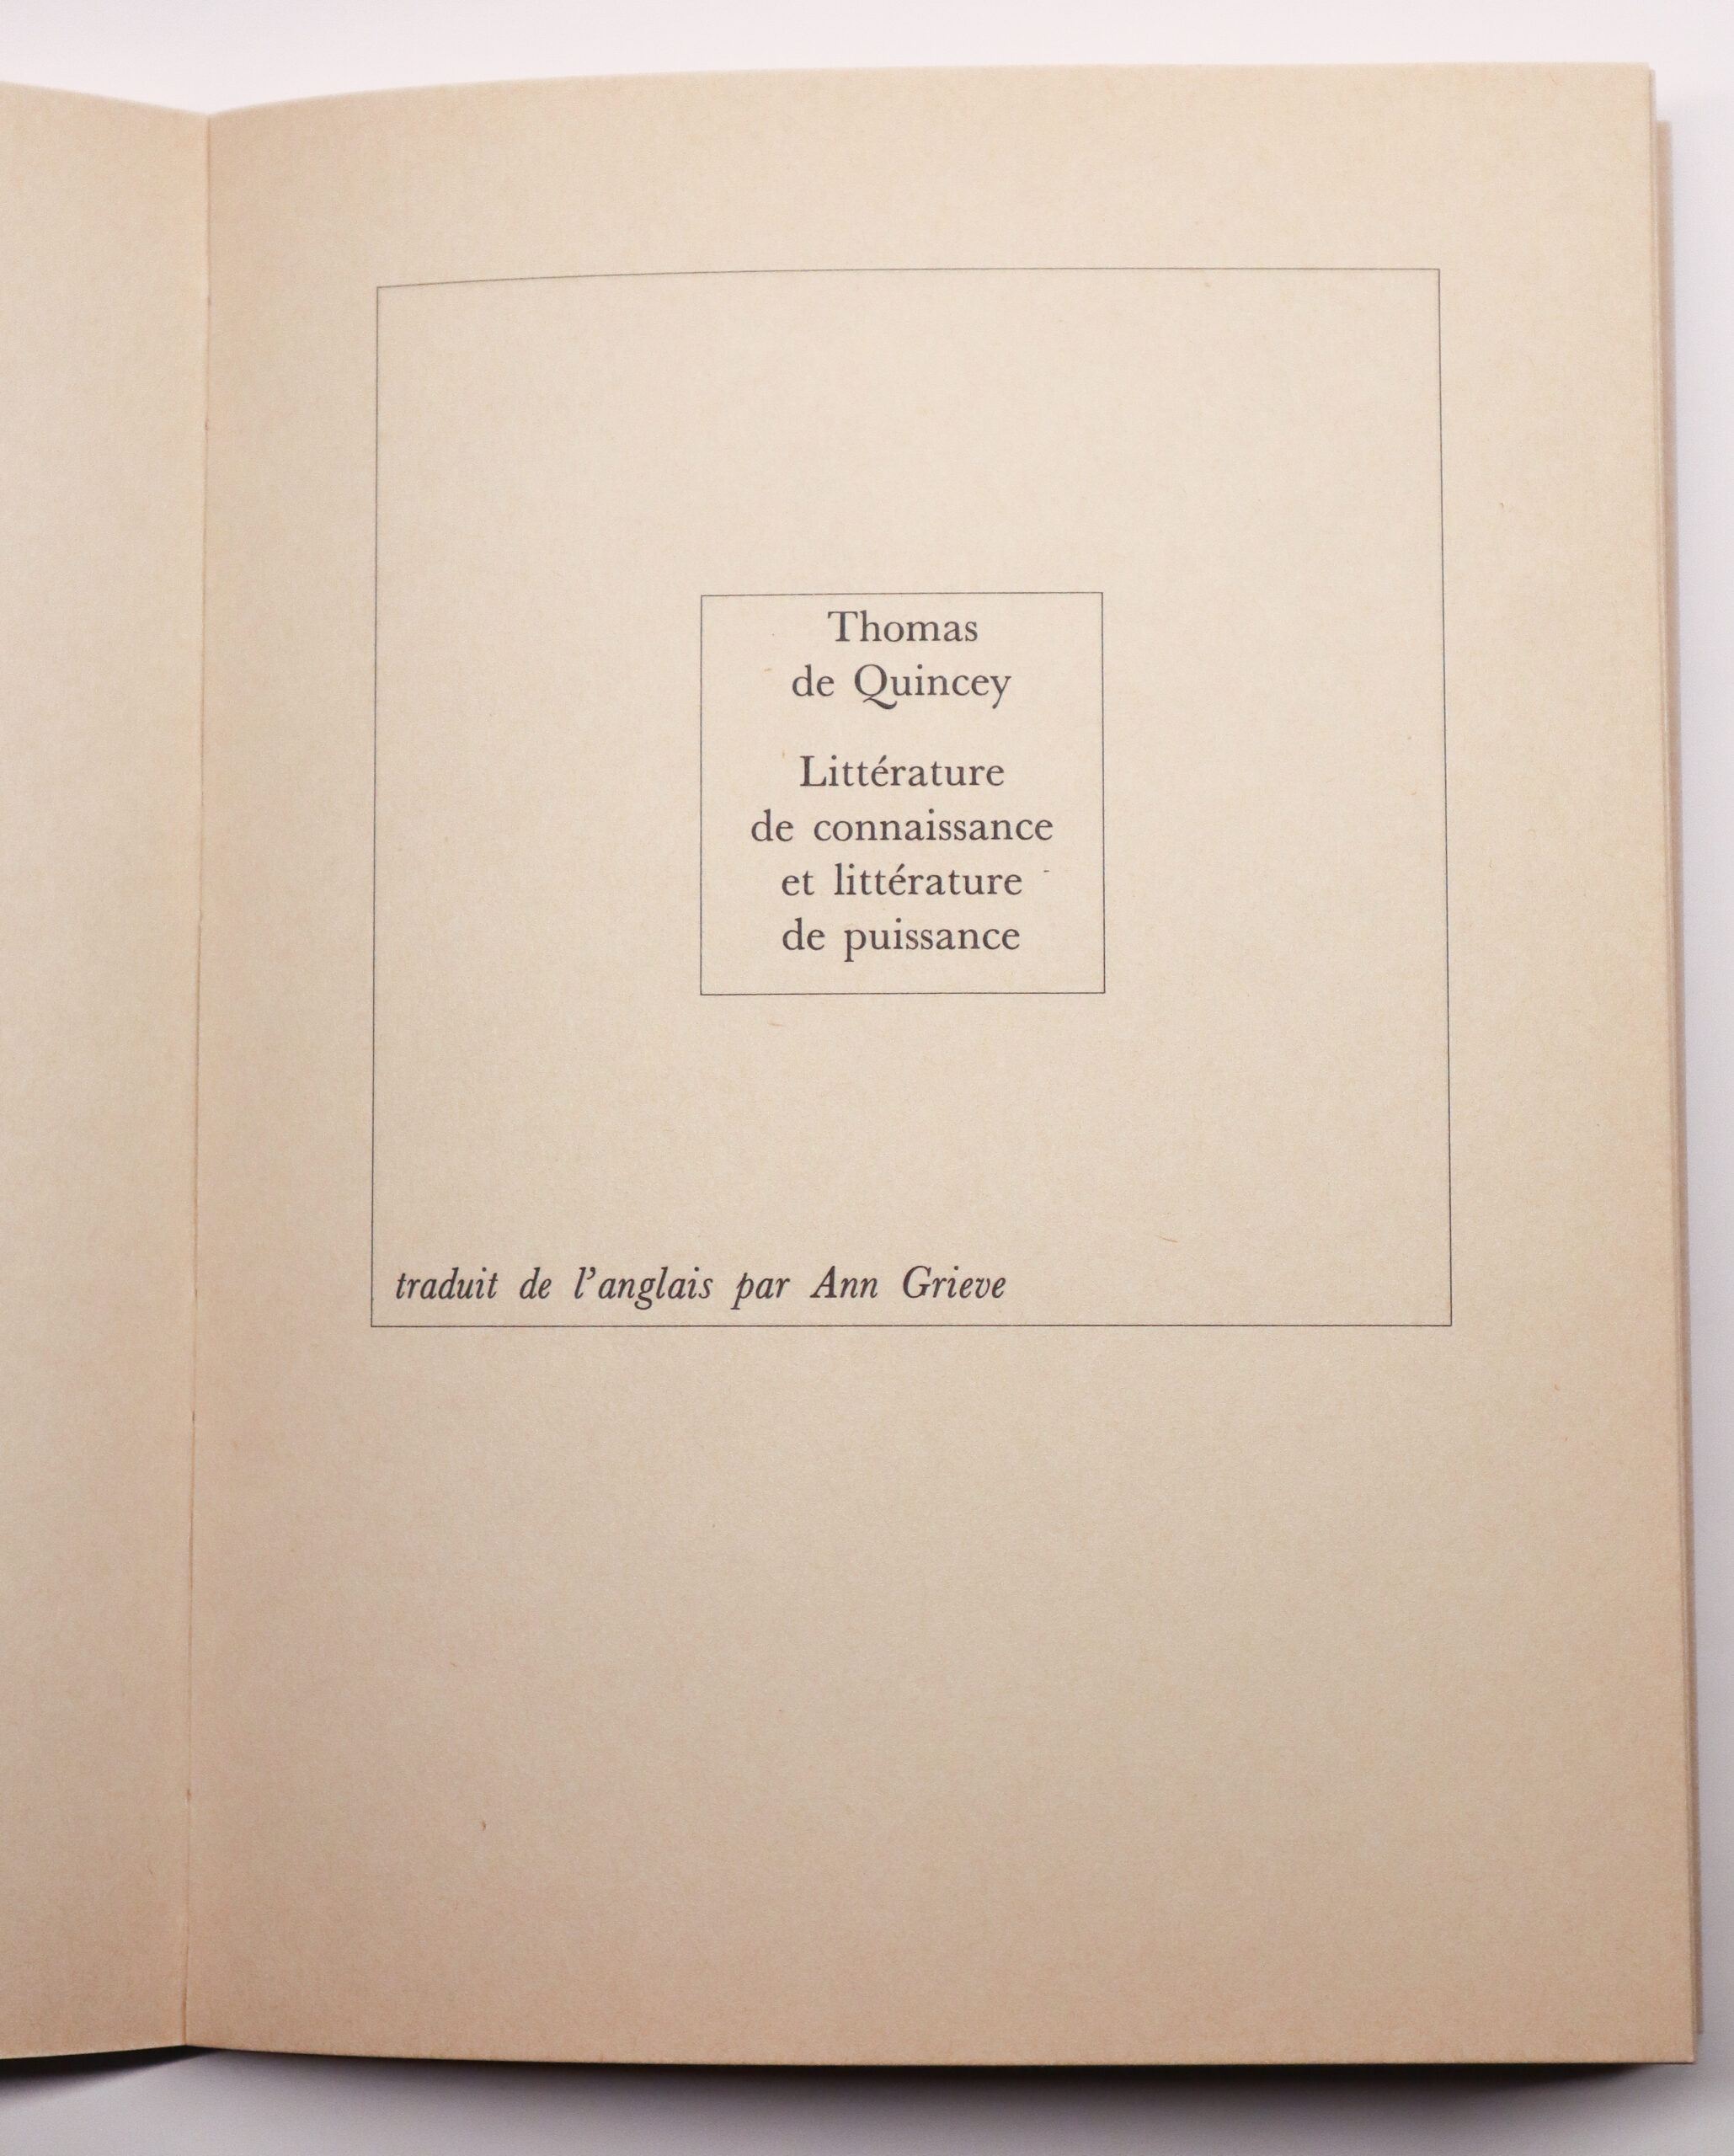 Thomas
de Quincey
Littérature
de connaissance
et littérature
de puissance
traduit de l'anglais par Ann Grieve